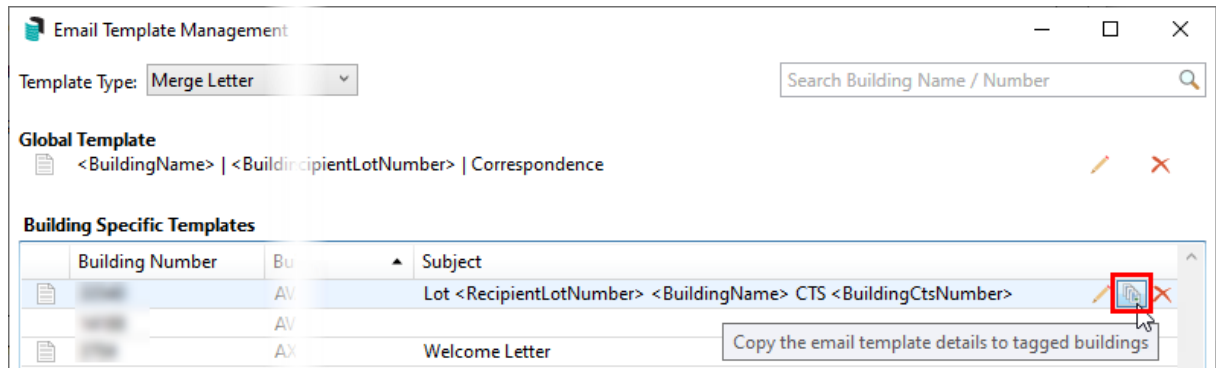 Email Template Management
Template Type: Merge Letter
Search Building Name / Number
Global Template
<BuildingName> | <BuildincipientLotNumber> | Correspondence
Building Specific Templates
Building Number Bu Subject
AV Lot <RecipientLotNumber> <BuildingName> CTS <BuildingCtsNumber>
AV
Copy the email template details to tagged buildings
AX Welcome Letter